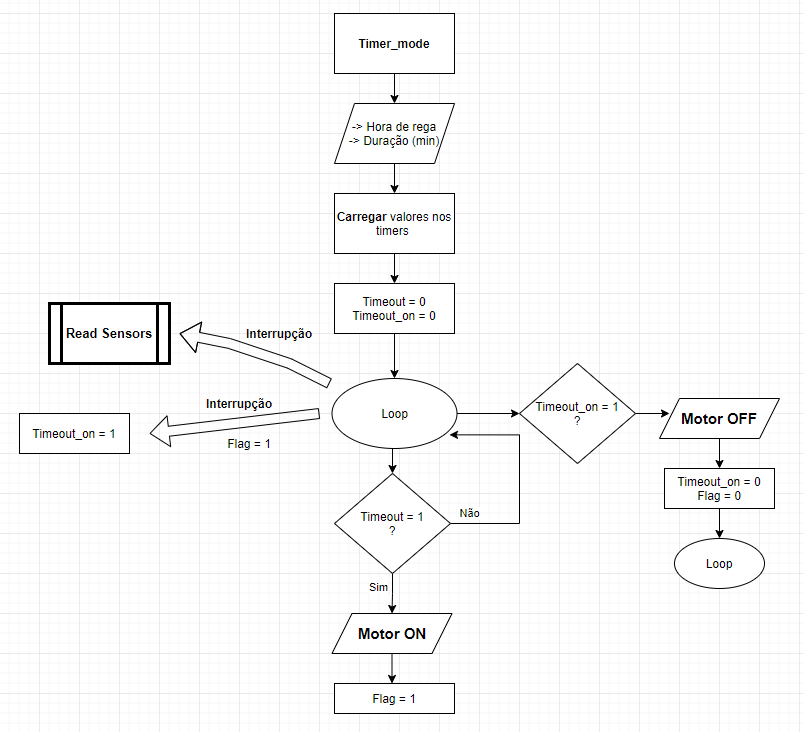 Timer_mode
-> Hora de rega
-> Duração (min)
Carregar valores nos
timers
Timeout = 0
Timeout_on = 0
Read Sensors
Interrupção
Interrupção
Flag = 1
Timeout_on = 1
Loop
Timeout_on = 1
?
Motor OFF
Timeout_on = 0
Flag = 0
Loop
Timeout = 1
?
Não
Sim
Motor ON
Flag = 1